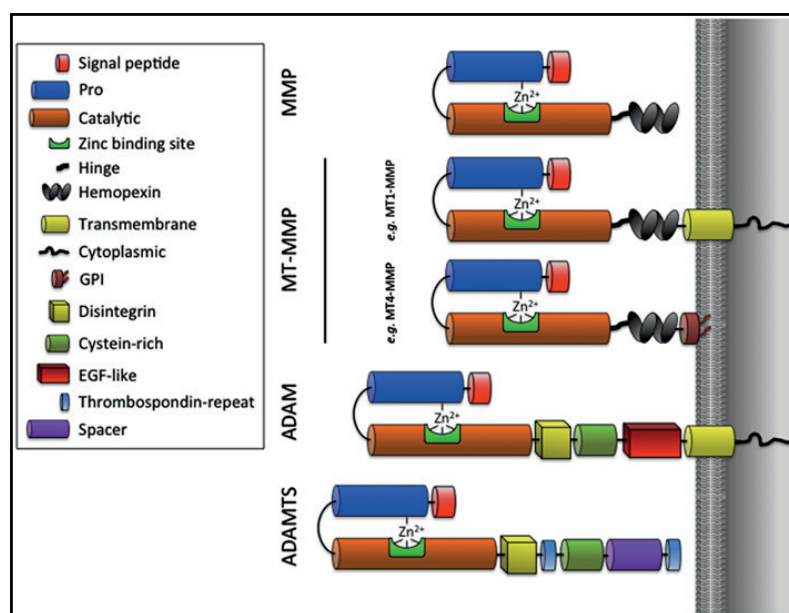 Signal peptide
Pro
Catalytic
Zinc binding site
Hinge
Hemopexin
Transmembrane
Cytoplasmic
GPI
Disintegrin
Cystein-rich
EGF-like
Thrombospondin-repeat
Spacer
MMP
Zn2+
MT-MMP
e.g. MT1-MMP
Zn2+
e.g. MT4-MMP
Zn2+
ADAM
Zn2+
ADAMTS
Zn2+